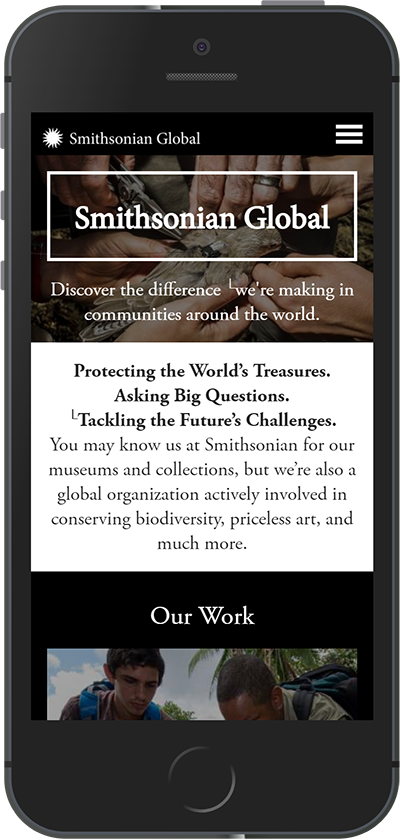 Smithsonian Global
Smithsonian Global
Discover the difference └we're making in
communities around the world.
Protecting the World’s Treasures.
Asking Big Questions.
└Tackling the Future’s Challenges.
You may know us at Smithsonian for our
museums and collections, but we’re also a
global organization actively involved in
conserving biodiversity, priceless art, and
much more.
Our Work